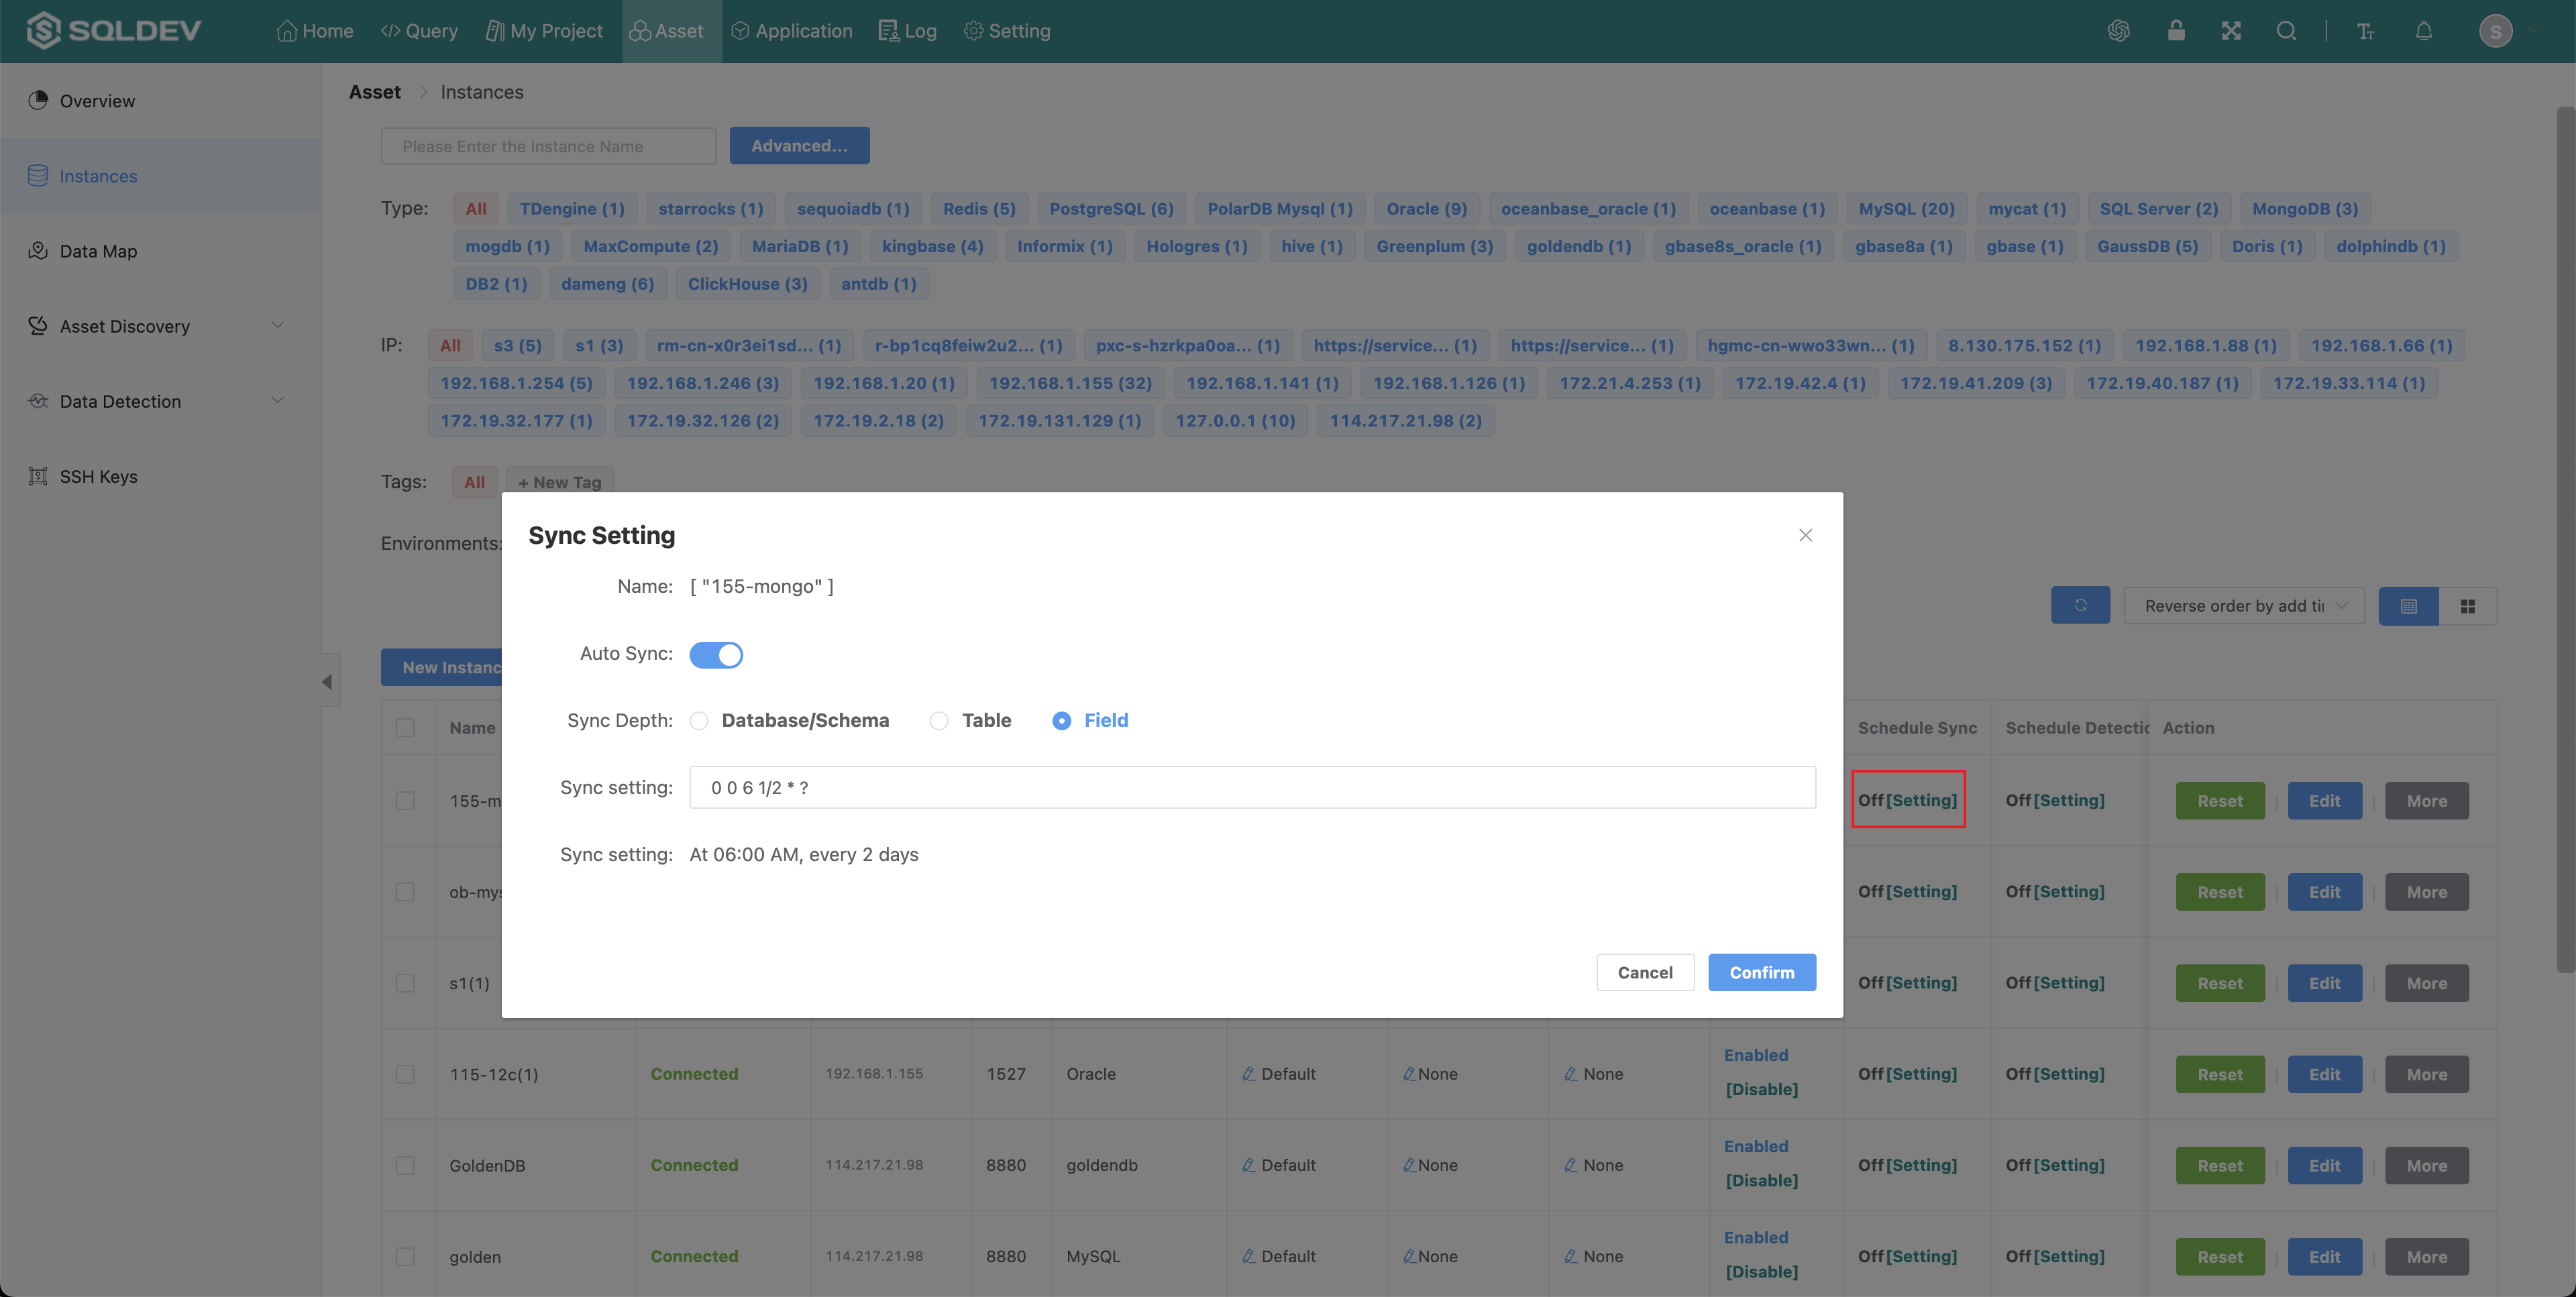 SQLDEV Home Query My Project Asset Application Log Setting S
Overview
Instances
Data Map
Asset Discovery
Data Detection
SSH Keys
Asset > Instances
Please Enter the Instance Name Advanced...
Type: All TDengine (1) starrocks (1) sequoiadb (1) Redis (5) PostgreSQL (6) PolarDB Mysql (1) Oracle (9) oceanbase_oracle (1) oceanbase (1) MySQL (20) mycat (1) SQL Server (2) MongoDB (3)
mogdb (1) MaxCompute (2) MariaDB (1) kingbase (4) Informix (1) Hologres (1) hive (1) Greenplum (3) goldendb (1) gbase8s_oracle (1) gbase8a (1) gbase (1) GaussDB (5) Doris (1) dolphindb (1)
DB2 (1) dameng (6) ClickHouse (3) antdb (1)
IP: All s3 (5) s1 (3) rm-cn-x0r3ei1sd... (1) r-bp1cq8feiw2u2... (1) pxc-s-hzrkpa0oa... (1) https://service... (1) https://service... (1) hgmc-cn-wwo33wn... (1) 8.130.175.152 (1) 192.168.1.88 (1) 192.168.1.66 (1)
192.168.1.254 (5) 192.168.1.246 (3) 192.168.1.20 (1) 192.168.1.155 (32) 192.168.1.141 (1) 192.168.1.126 (1) 172.21.4.253 (1) 172.19.42.4 (1) 172.19.41.209 (3) 172.19.40.187 (1) 172.19.33.114 (1)
172.19.32.177 (1) 172.19.32.126 (2) 172.19.2.18 (2) 172.19.131.129 (1) 127.0.0.1 (10) 114.217.21.98 (2)
Tags: All + New Tag
Environments:
Reverse order by add ti
New Instanc
Sync Setting
Name: [ "155-mongo" ]
Auto Sync:
Sync Depth: Database/Schema Table Field
Sync setting: 0 0 6 1/2 * ?
Sync setting: At 06:00 AM, every 2 days
Cancel Confirm
Name Schedule Sync Schedule Detectio Action
155-m Off[Setting] Off[Setting] Reset Edit More
ob-mys Off[Setting] Off[Setting] Reset Edit More
s1(1) Off[Setting] Off[Setting] Reset Edit More
115-12c(1) Connected 192.168.1.155 1527 Oracle Default None None Enabled [Disable] Off[Setting] Off[Setting] Reset Edit More
GoldenDB Connected 114.217.21.98 8880 goldendb Default None None Enabled [Disable] Off[Setting] Off[Setting] Reset Edit More
golden Connected 114.217.21.98 8880 MySQL Default None None Enabled [Disable] Off[Setting] Off[Setting] Reset Edit More